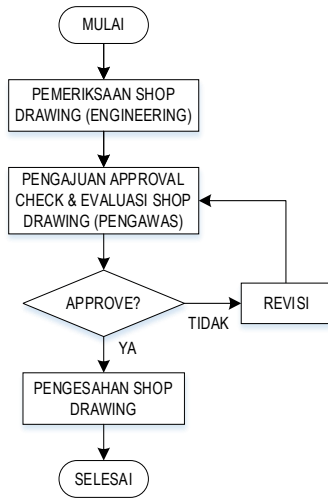 MULAI
PEMERIKSAAN SHOP
DRAWING (ENGINEERING)
PENGAJUAN APPROVAL
CHECK & EVALUASI SHOP
DRAWING (PENGAWAS)
APPROVE?
TIDAK
REVISI
YA
PENGESAHAN SHOP
DRAWING
SELESAI